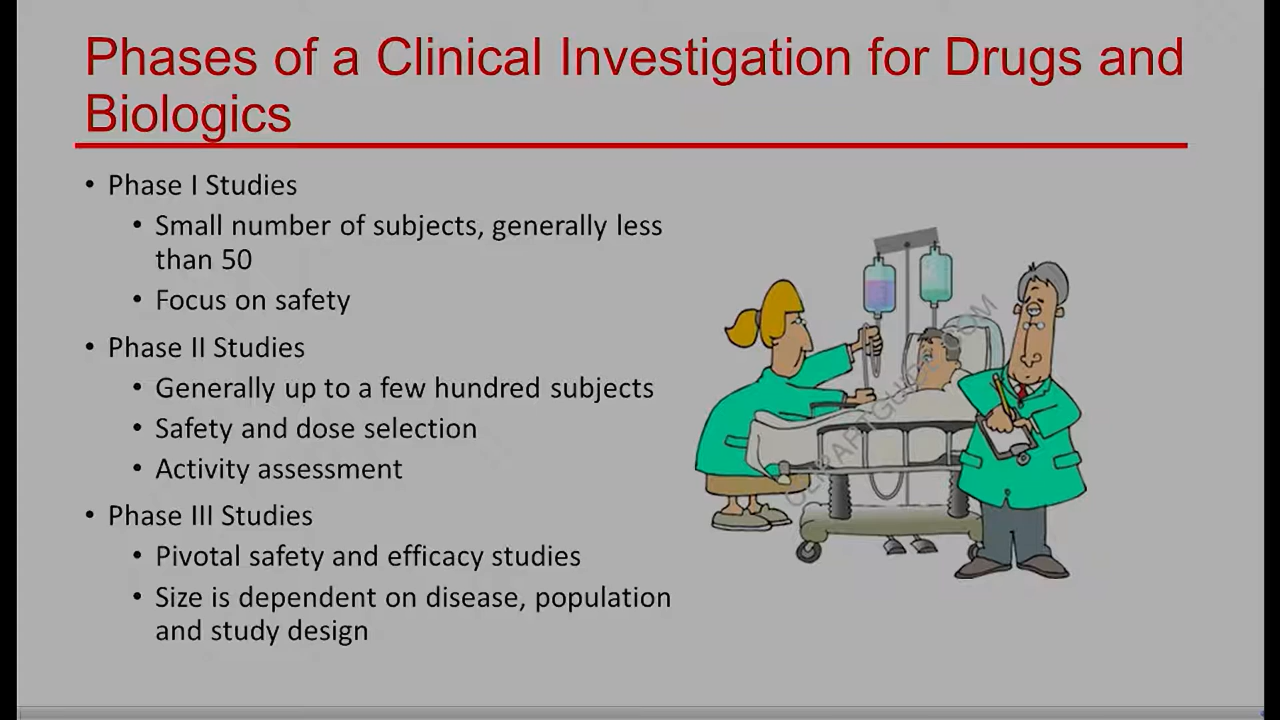 Phases of a Clinical Investigation for Drugs and
Biologics
• Phase I Studies
• Small number of subjects, generally less
than 50
• Focus on safety
• Phase II Studies
• Generally up to a few hundred subjects
• Safety and dose selection
• Activity assessment
• Phase III Studies
• Pivotal safety and efficacy studies
• Size is dependent on disease, population
and study design